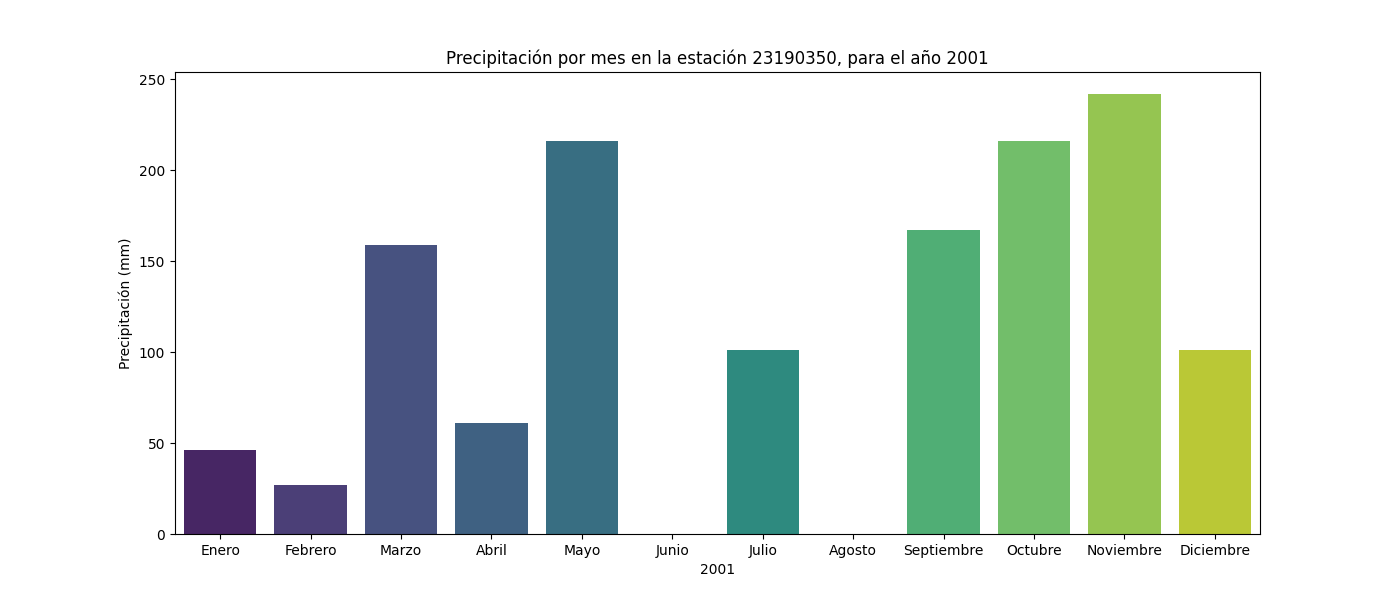 Precipitación por mes en la estación 23190350, para el año 2001
Precipitación (mm)
250
200
150
100
50
0
Enero Febrero Marzo Abril Mayo Junio Julio Agosto Septiembre Octubre Noviembre Diciembre
2001